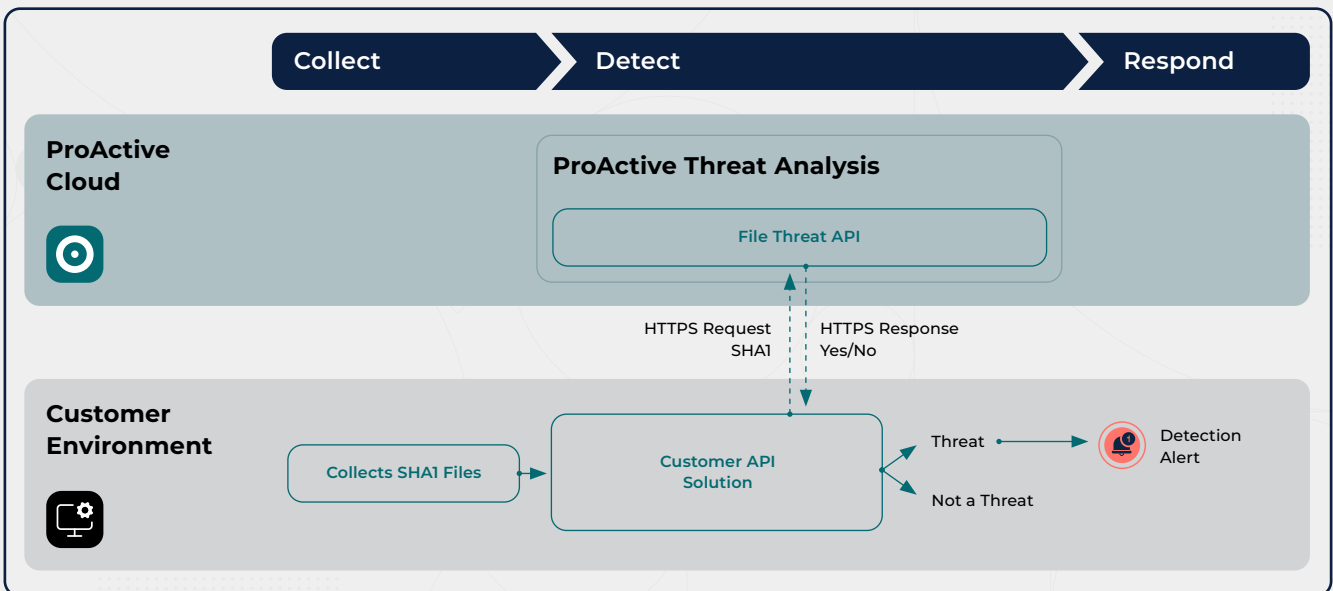 Collect
Detect
Respond
ProActive
Cloud
ProActive Threat Analysis
File Threat API
HTTPS Request
SHA1
HTTPS Response
Yes/No
Customer
Environment
Collects SHA1 Files
Customer API
Solution
Threat
Not a Threat
1
Detection
Alert